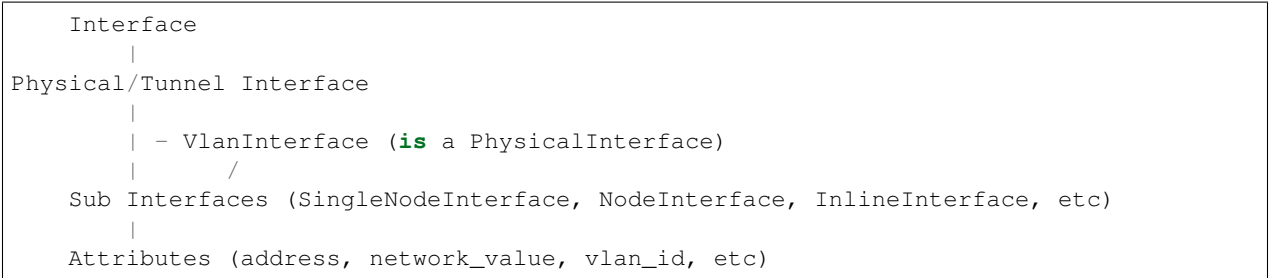 Interface
        |
Physical/Tunnel Interface
        |
        | - VlanInterface (is a PhysicalInterface)
        |      /
    Sub Interfaces (SingleNodeInterface, NodeInterface, InlineInterface, etc)
        |
    Attributes (address, network_value, vlan_id, etc)